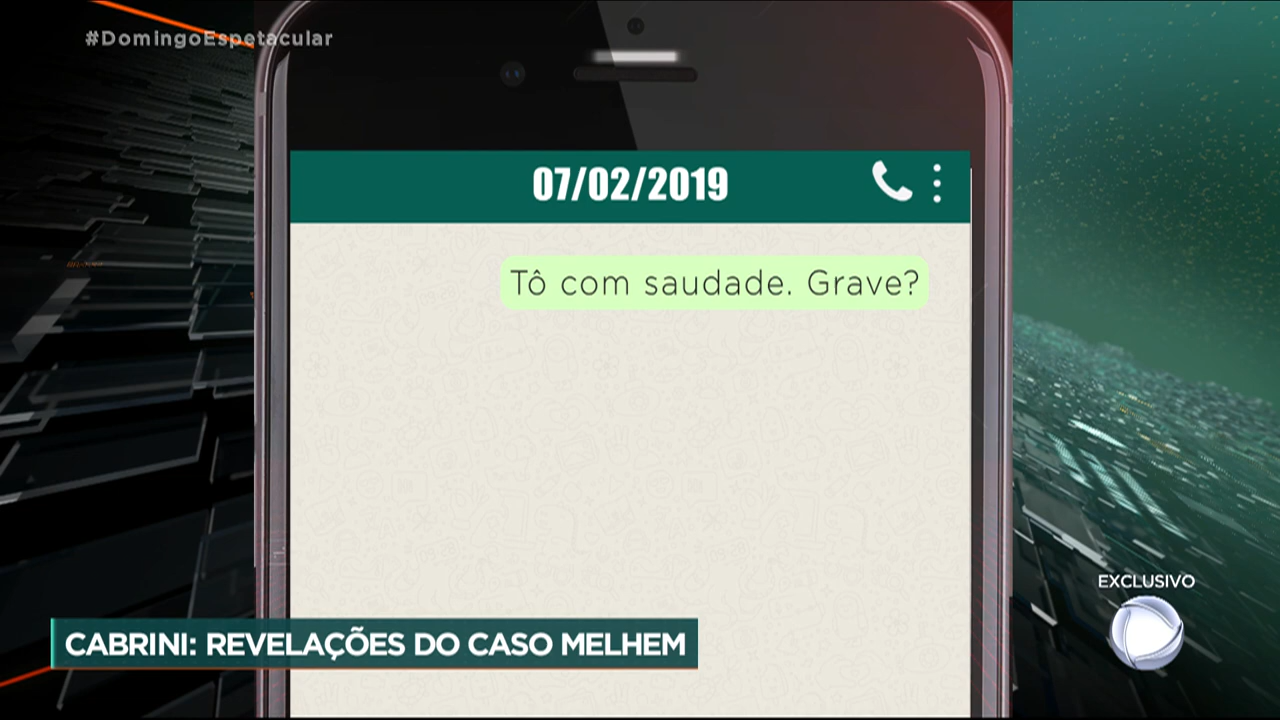 #DomingoEspetacular
07/02/2019
Tô com saudade. Grave?
EXCLUSIVO
CABRINI: REVELAÇÕES DO CASO MELHEM